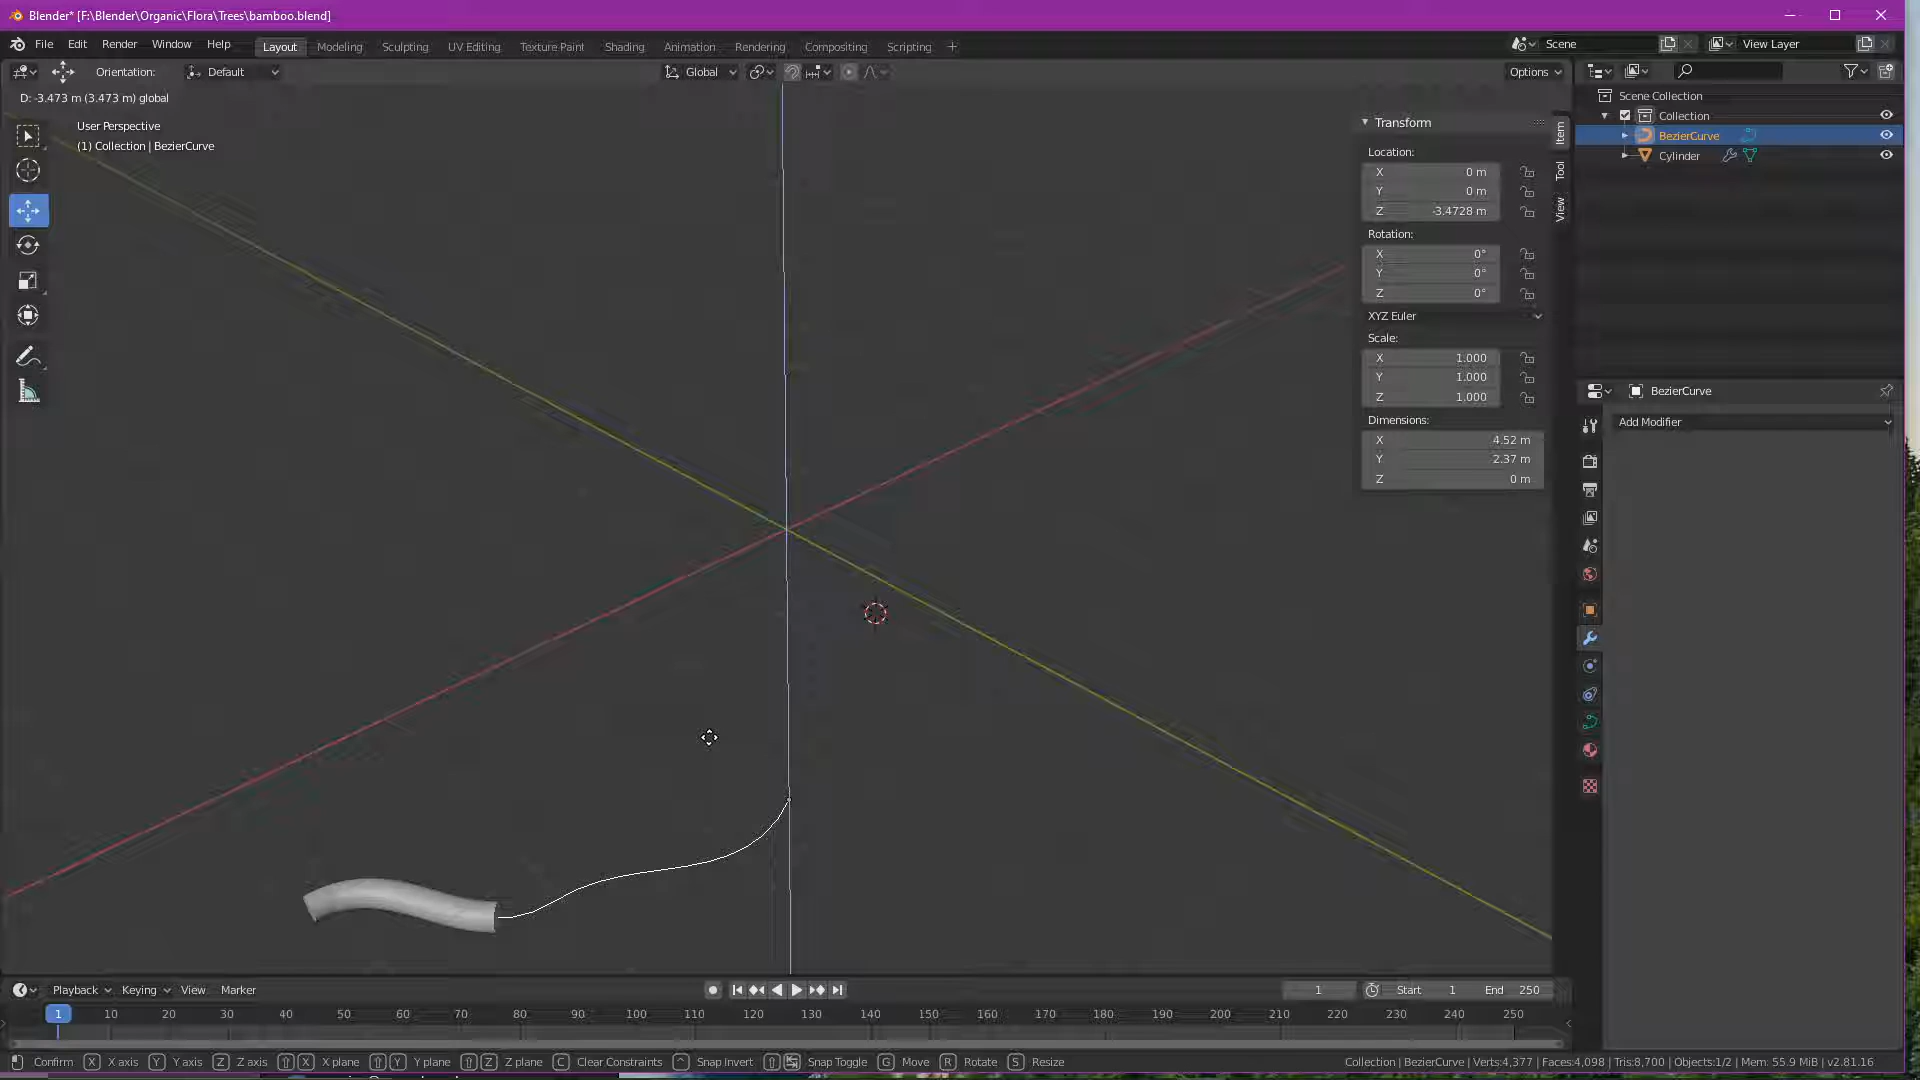 Blender* [F:\Blender\Organic\Flora\Trees\bamboo.blend]
File Edit Render Window Help Layout Modeling Sculpting UV Editing Texture Paint Shading Animation Rendering Compositing Scripting + Scene View Layer
Orientation: Default Global Options
D: -3.473 m (3.473 m) global
User Perspective
(1) Collection | BezierCurve
Transform
Location:
X 0 m
Y 0 m
Z -3.4728 m
Rotation:
X 0°
Y 0°
Z 0°
XYZ Euler
Scale:
X 1.000
Y 1.000
Z 1.000
Dimensions:
X 4.52 m
Y 2.37 m
Z 0 m
Item
Tool
View
Scene Collection
Collection
BezierCurve
Cylinder
BezierCurve
Add Modifier
Playback Keying View Marker 1 Start 1 End 250
1 10 20 30 40 50 60 70 80 90 100 110 120 130 140 150 160 170 180 190 200 210 220 230 240 250
Confirm X X axis Y Y axis Z Z axis X X plane Y Y plane Z Z plane C Clear Constraints ^ Snap Invert Snap Toggle G Move R Rotate S Resize Collection | BezierCurve | Verts:4,377 | Faces:4,098 | Tris:8,700 | Objects:1/2 | Mem: 55.9 MiB | v2.81.16